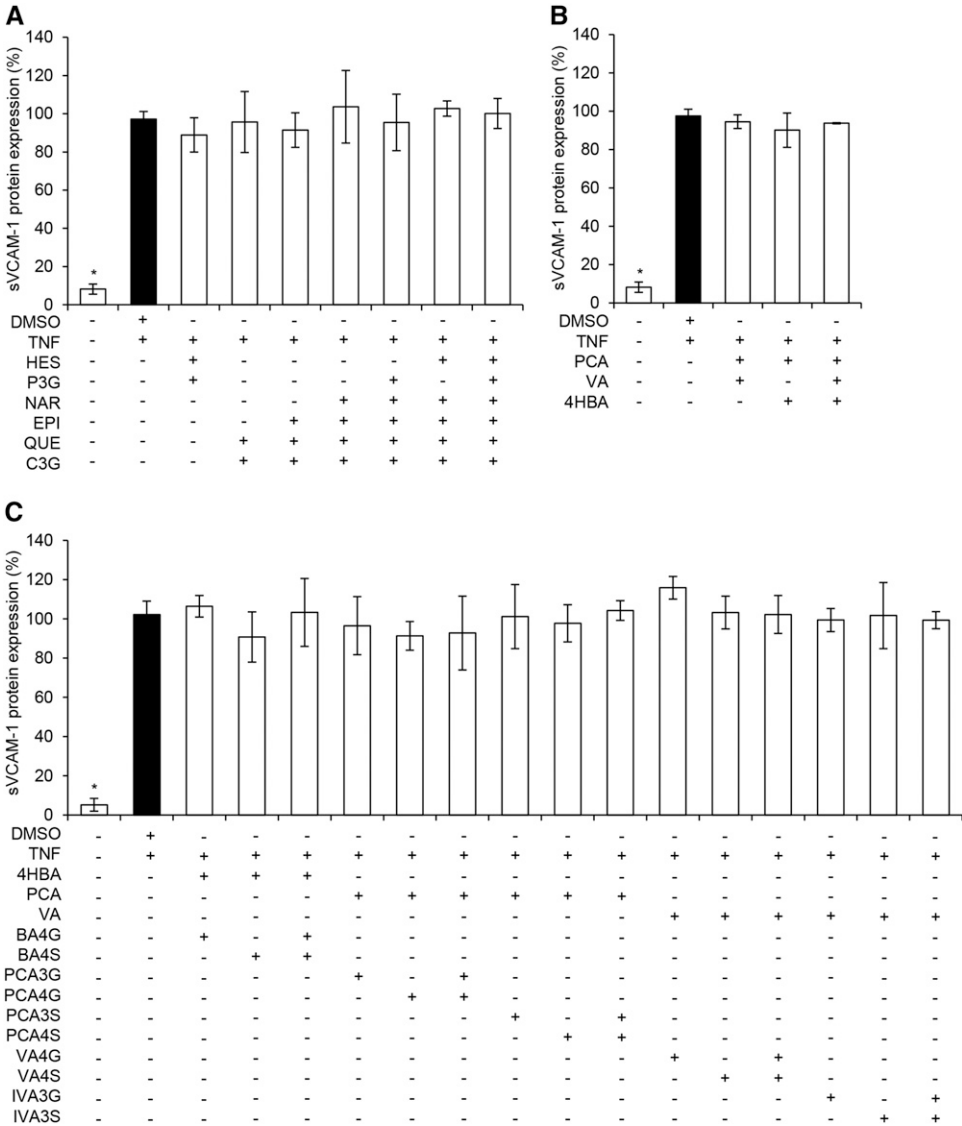 A
sVCAM-1 protein expression (%)
140
120
100
80
60
40
20
0
*
DMSO - + - - - - - - -
TNF - + + + + + + + +
HES - - + - - - - + +
P3G - - + - - - + - +
NAR - - - - - + + + +
EPI - - - - + + + + +
QUE - - - + + + + + +
C3G - - - + + + + + +
B
sVCAM-1 protein expression (%)
140
120
100
80
60
40
20
0
*
DMSO - + - - -
TNF - + + + +
PCA - - + + +
VA - - + - +
4HBA - - - + +
C
sVCAM-1 protein expression (%)
140
120
100
80
60
40
20
0
*
DMSO - + - - - - - - - - - - - - - - -
TNF - + + + + + + + + + + + + + + + +
4HBA - - + + + - - - - - - - - - - - -
PCA - - - - - + + + + + + - - - - - -
VA - - - - - - - - - - - + + + + + +
BA4G - - + - + - - - - - - - - - - - -
BA4S - - - + + - - - - - - - - - - - -
PCA3G - - - - - + - + - - - - - - - - -
PCA4G - - - - - - + + - - - - - - - - -
PCA3S - - - - - - - - + - + - - - - - -
PCA4S - - - - - - - - - + + - - - - - -
VA4G - - - - - - - - - - - + - + - - -
VA4S - - - - - - - - - - - - + + - - -
IVA3G - - - - - - - - - - - - - - + - +
IVA3S - - - - - - - - - - - - - - - + +